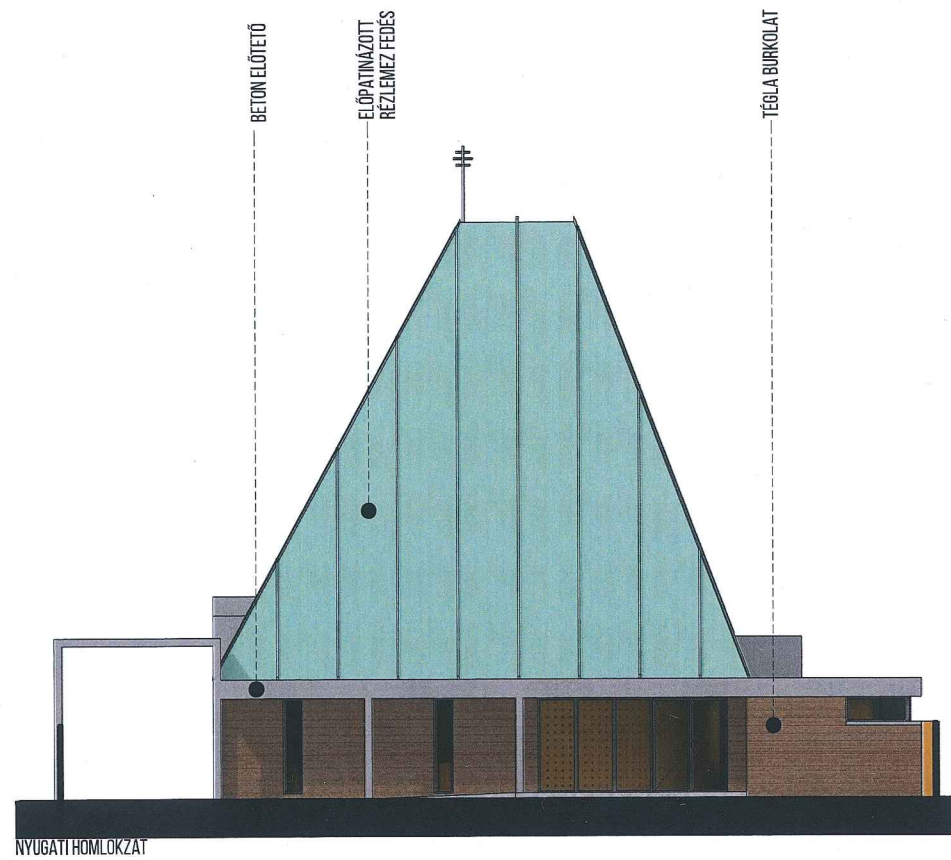 BETON ELŐTETŐ
ELŐPATINÁZOTT
RÉZLEMEZ FEDÉS
TÉGLA BURKOLAT
NYUGATI HOMLOKZAT